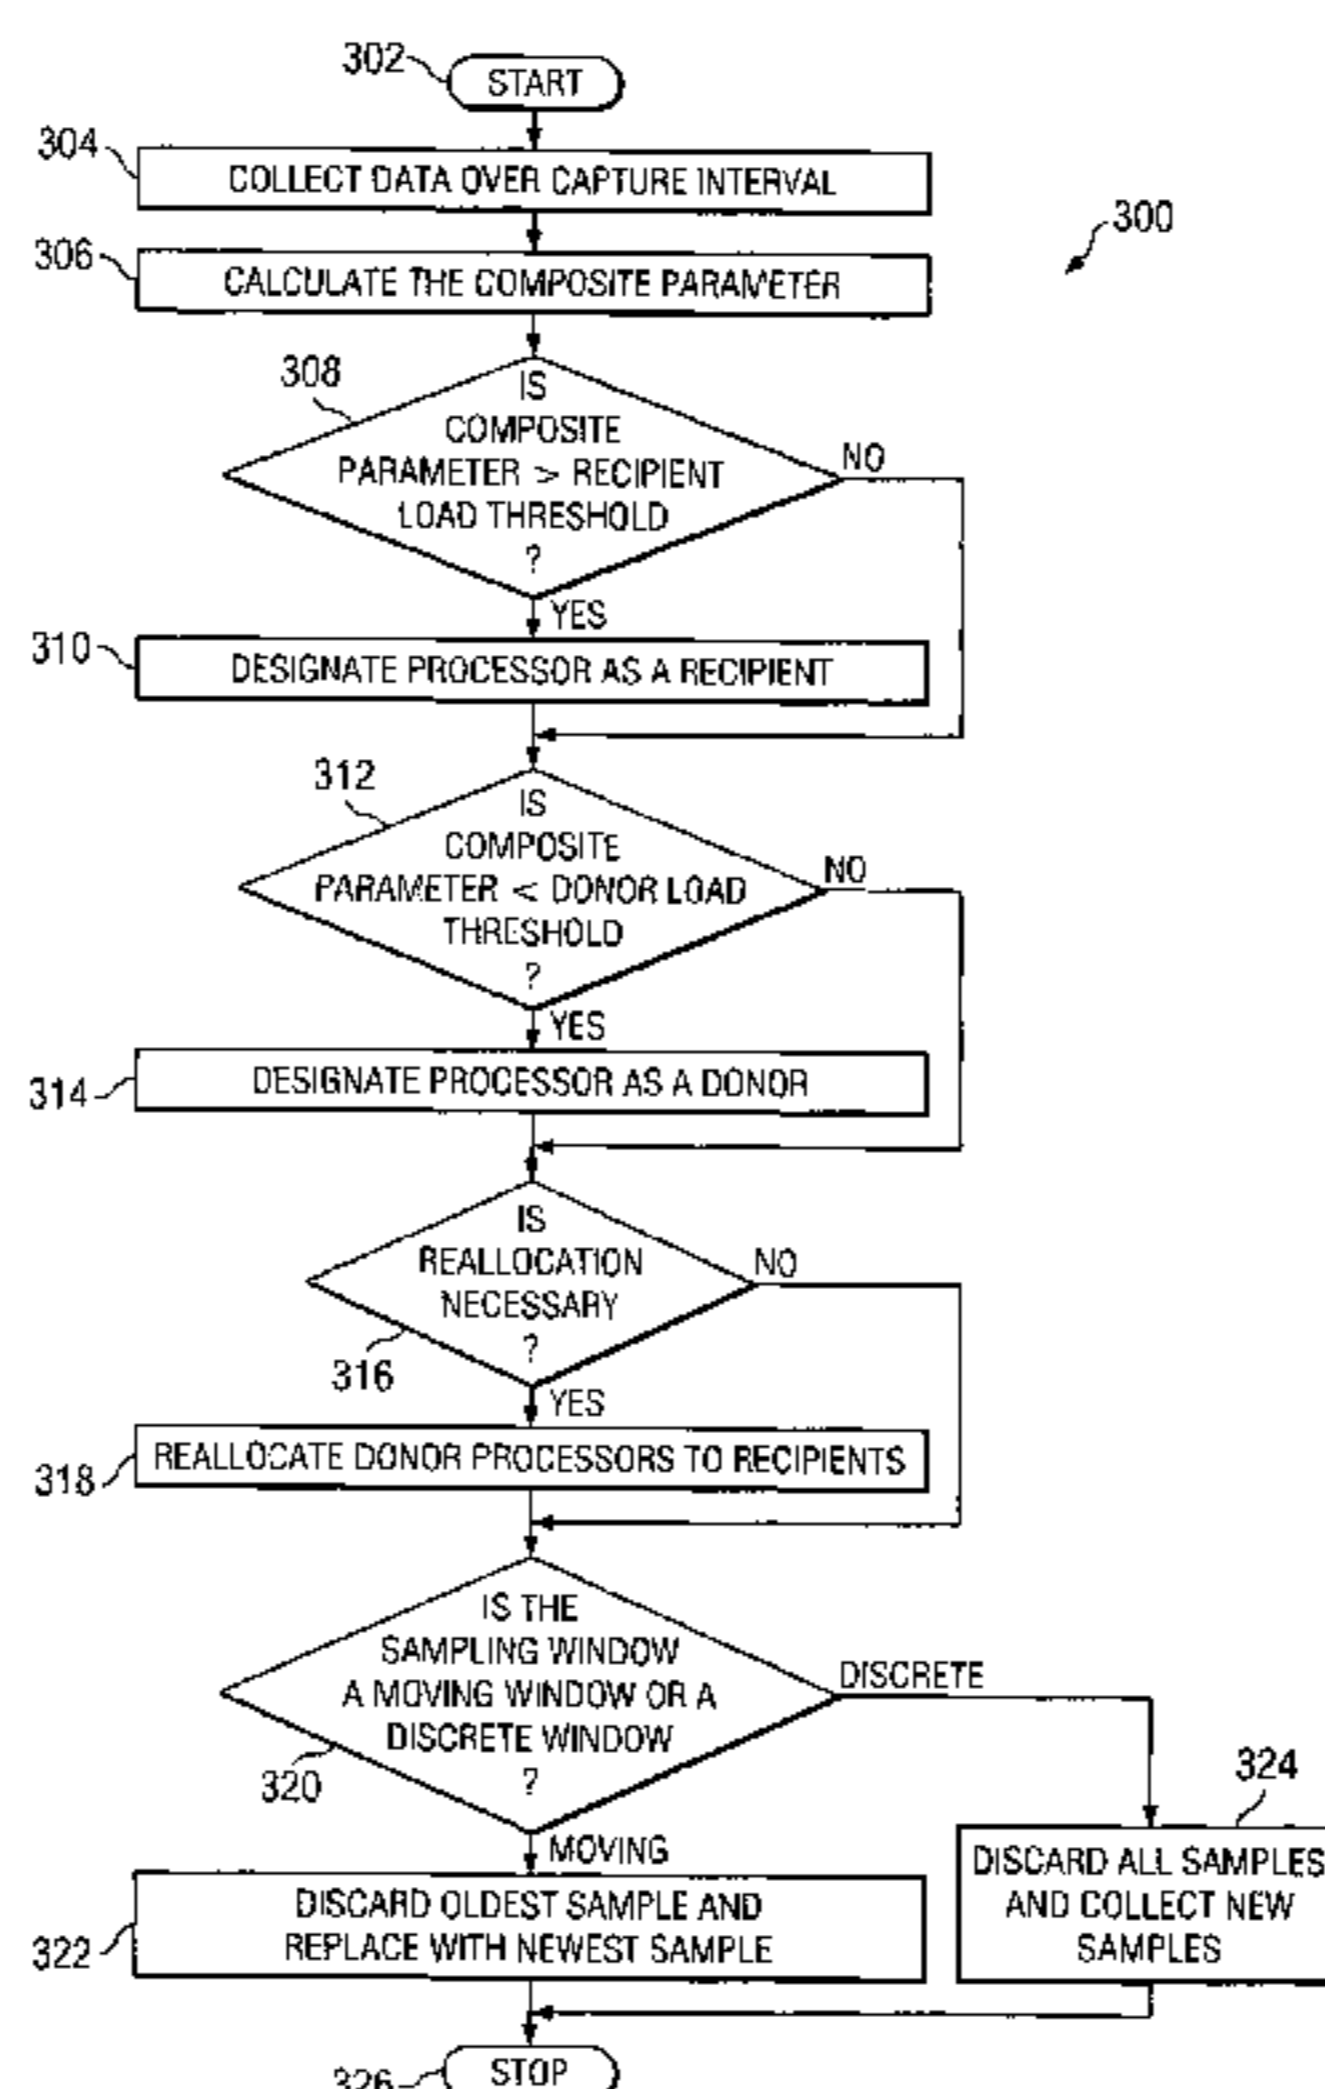 302
START
304
COLLECT DATA OVER CAPTURE INTERVAL
300
306
CALCULATE THE COMPOSITE PARAMETER
308
IS
COMPOSITE
PARAMETER > RECIPIENT
LOAD THRESHOLD
?
NO
YES
310
DESIGNATE PROCESSOR AS A RECIPIENT
312
IS
COMPOSITE
PARAMETER < DONOR LOAD
THRESHOLD
?
NO
YES
314
DESIGNATE PROCESSOR AS A DONOR
IS
REALLOCATION
NECESSARY
?
NO
316
YES
318
REALLOCATE DONOR PROCESSORS TO RECIPIENTS
IS THE
SAMPLING WINDOW
A MOVING WINDOW OR A
DISCRETE WINDOW
?
DISCRETE
320
MOVING
324
DISCARD ALL SAMPLES
AND COLLECT NEW
SAMPLES
322
DISCARD OLDEST SAMPLE AND
REPLACE WITH NEWEST SAMPLE
326
STOP